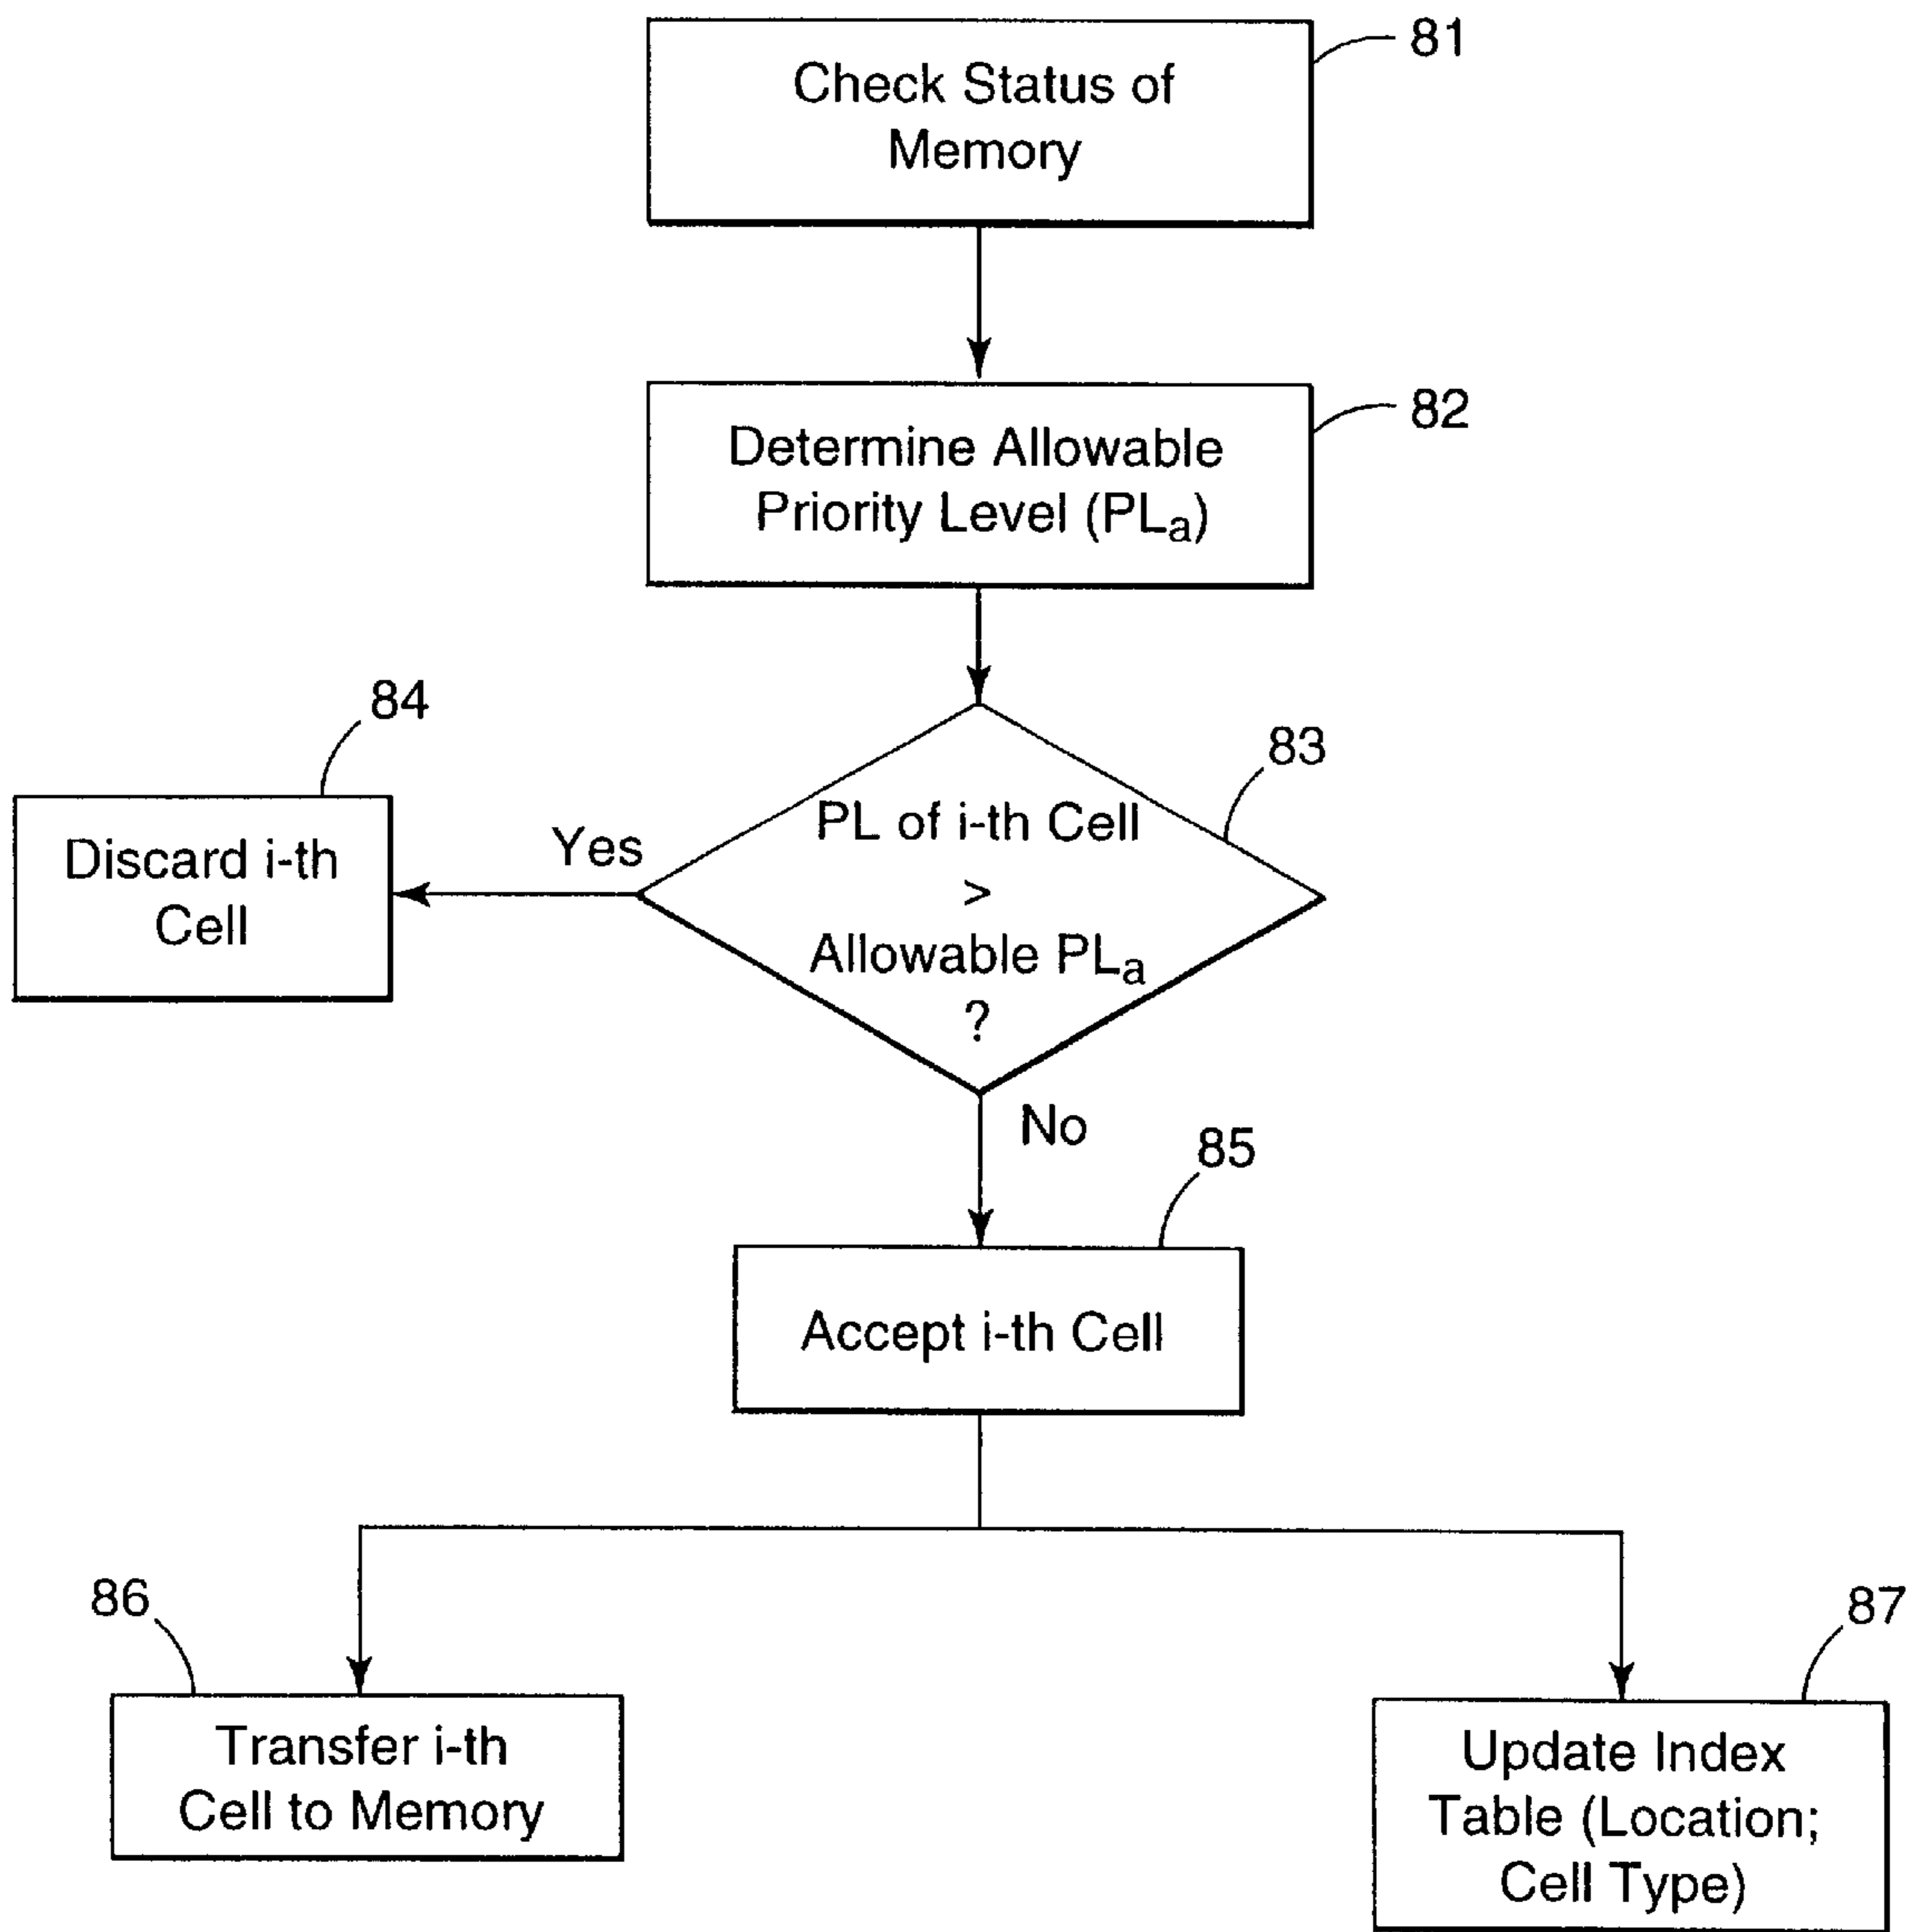 81
Check Status of
Memory
82
Determine Allowable
Priority Level (PLa)
84
83
Discard i-th
Cell
Yes
PL of i-th Cell
>
Allowable PLa
?
No
85
Accept i-th Cell
86
87
Transfer i-th
Cell to Memory
Update Index
Table (Location;
Cell Type)